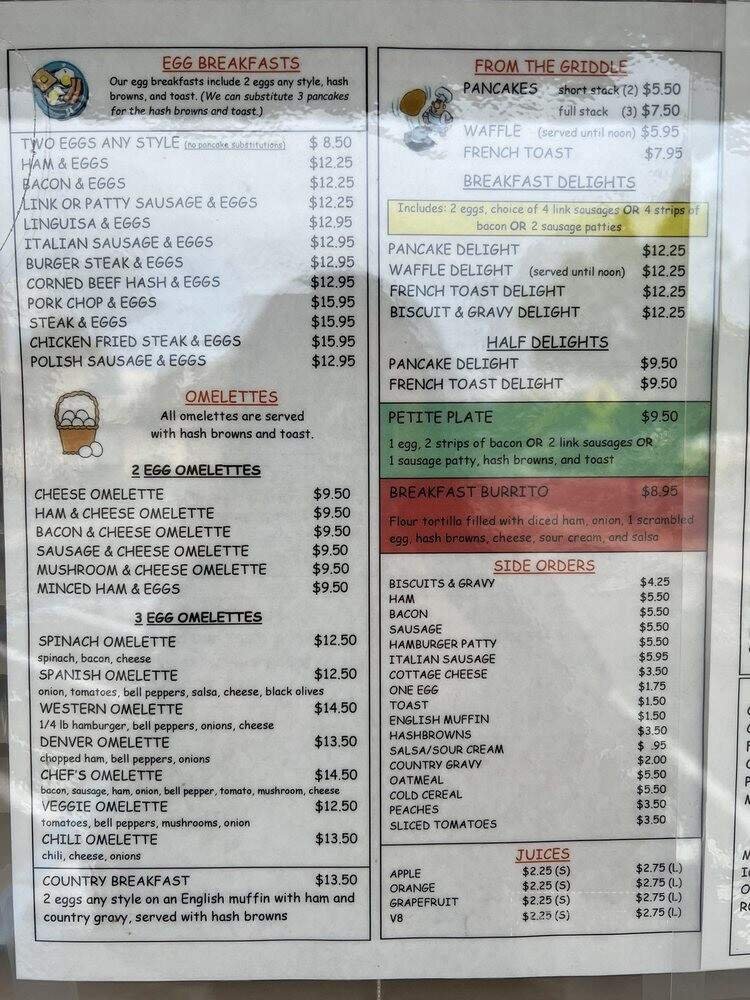 EGG BREAKFASTS
Our egg breakfasts include 2 eggs any style, hash
browns, and toast. (We can substitute 3 pancakes
for the hash browns and toast.)
TWO EGGS ANY STYLE (no pancake substitutions) $ 8.50
HAM & EGGS $12.25
BACON & EGGS $12.25
LINK OR PATTY SAUSAGE & EGGS $12.25
LINGUISA & EGGS $12.95
ITALIAN SAUSAGE & EGGS $12.95
BURGER STEAK & EGGS $12.95
CORNED BEEF HASH & EGGS $12.95
PORK CHOP & EGGS $15.95
STEAK & EGGS $15.95
CHICKEN FRIED STEAK & EGGS $15.95
POLISH SAUSAGE & EGGS $12.95
OMELETTES
All omelettes are served
with hash browns and toast.
2 EGG OMELETTES
CHEESE OMELETTE $9.50
HAM & CHEESE OMELETTE $9.50
BACON & CHEESE OMELETTE $9.50
SAUSAGE & CHEESE OMELETTE $9.50
MUSHROOM & CHEESE OMELETTE $9.50
MINCED HAM & EGGS $9.50
3 EGG OMELETTES
SPINACH OMELETTE $12.50
spinach, bacon, cheese
SPANISH OMELETTE $12.50
onion, tomatoes, bell peppers, salsa, cheese, black olives
WESTERN OMELETTE $14.50
1/4 lb hamburger, bell peppers, onions, cheese
DENVER OMELETTE $13.50
chopped ham, bell peppers, onions
CHEF'S OMELETTE $14.50
bacon, sausage, ham, onion, bell pepper, tomato, mushroom, cheese
VEGGIE OMELETTE $12.50
tomatoes, bell peppers, mushrooms, onion
CHILI OMELETTE $13.50
chili, cheese, onions
COUNTRY BREAKFAST $13.50
2 eggs any style on an English muffin with ham and
country gravy, served with hash browns
FROM THE GRIDDLE
PANCAKES short stack (2) $5.50
full stack (3) $7.50
WAFFLE (served until noon) $5.95
FRENCH TOAST $7.95
BREAKFAST DELIGHTS
Includes: 2 eggs, choice of 4 link sausages OR 4 strips of
bacon OR 2 sausage patties
PANCAKE DELIGHT $12.25
WAFFLE DELIGHT (served until noon) $12.25
FRENCH TOAST DELIGHT $12.25
BISCUIT & GRAVY DELIGHT $12.25
HALF DELIGHTS
PANCAKE DELIGHT $9.50
FRENCH TOAST DELIGHT $9.50
PETITE PLATE $9.50
1 egg, 2 strips of bacon OR 2 link sausages OR
1 sausage patty, hash browns, and toast
BREAKFAST BURRITO $8.95
Flour tortilla filled with diced ham, onion, 1 scrambled
egg, hash browns, cheese, sour cream, and salsa
SIDE ORDERS
BISCUITS & GRAVY $4.25
HAM $5.50
BACON $5.50
SAUSAGE $5.50
HAMBURGER PATTY $5.50
ITALIAN SAUSAGE $5.95
COTTAGE CHEESE $3.50
ONE EGG $1.75
TOAST $1.50
ENGLISH MUFFIN $1.50
HASHBROWNS $3.50
SALSA/SOUR CREAM $ .95
COUNTRY GRAVY $2.00
OATMEAL $5.50
COLD CEREAL $5.50
PEACHES $3.50
SLICED TOMATOES $3.50
JUICES
APPLE $2.25 (S) $2.75 (L)
ORANGE $2.25 (S) $2.75 (L)
GRAPEFRUIT $2.25 (S) $2.75 (L)
V8 $2.25 (S) $2.75 (L)